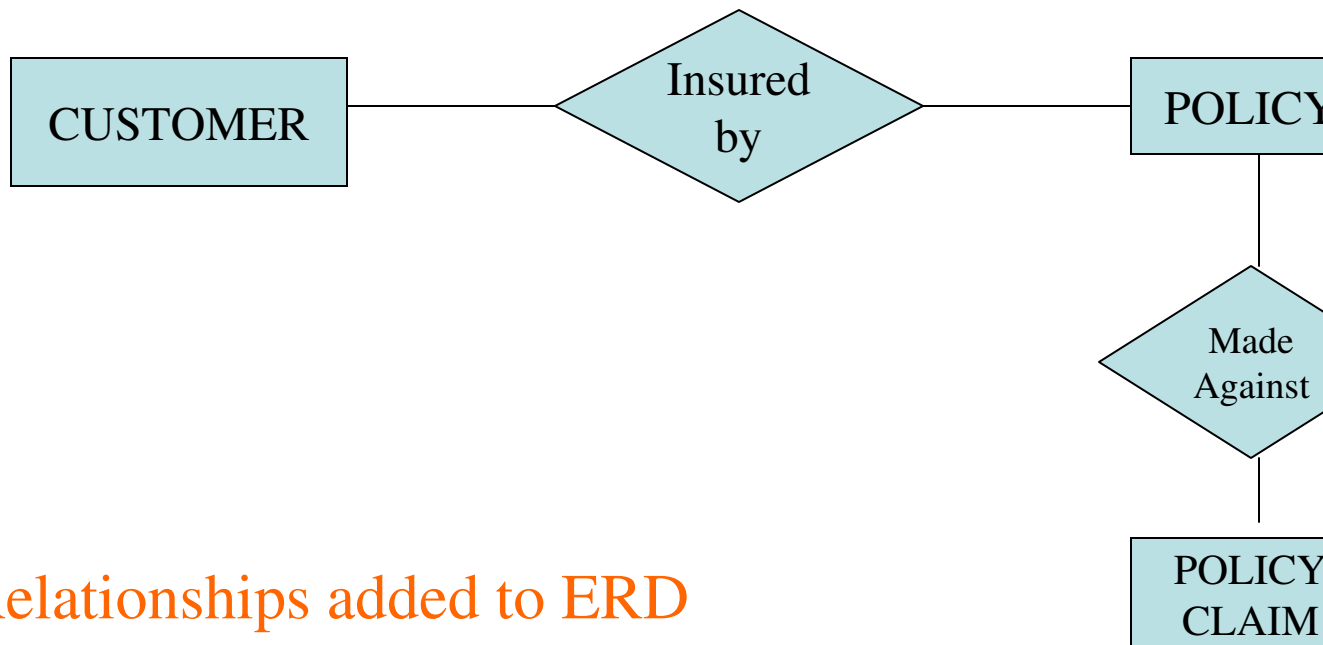 CUSTOMER
Insured
by
POLICY
Made
Against
elationships added to ERD
POLICY
CLAIM